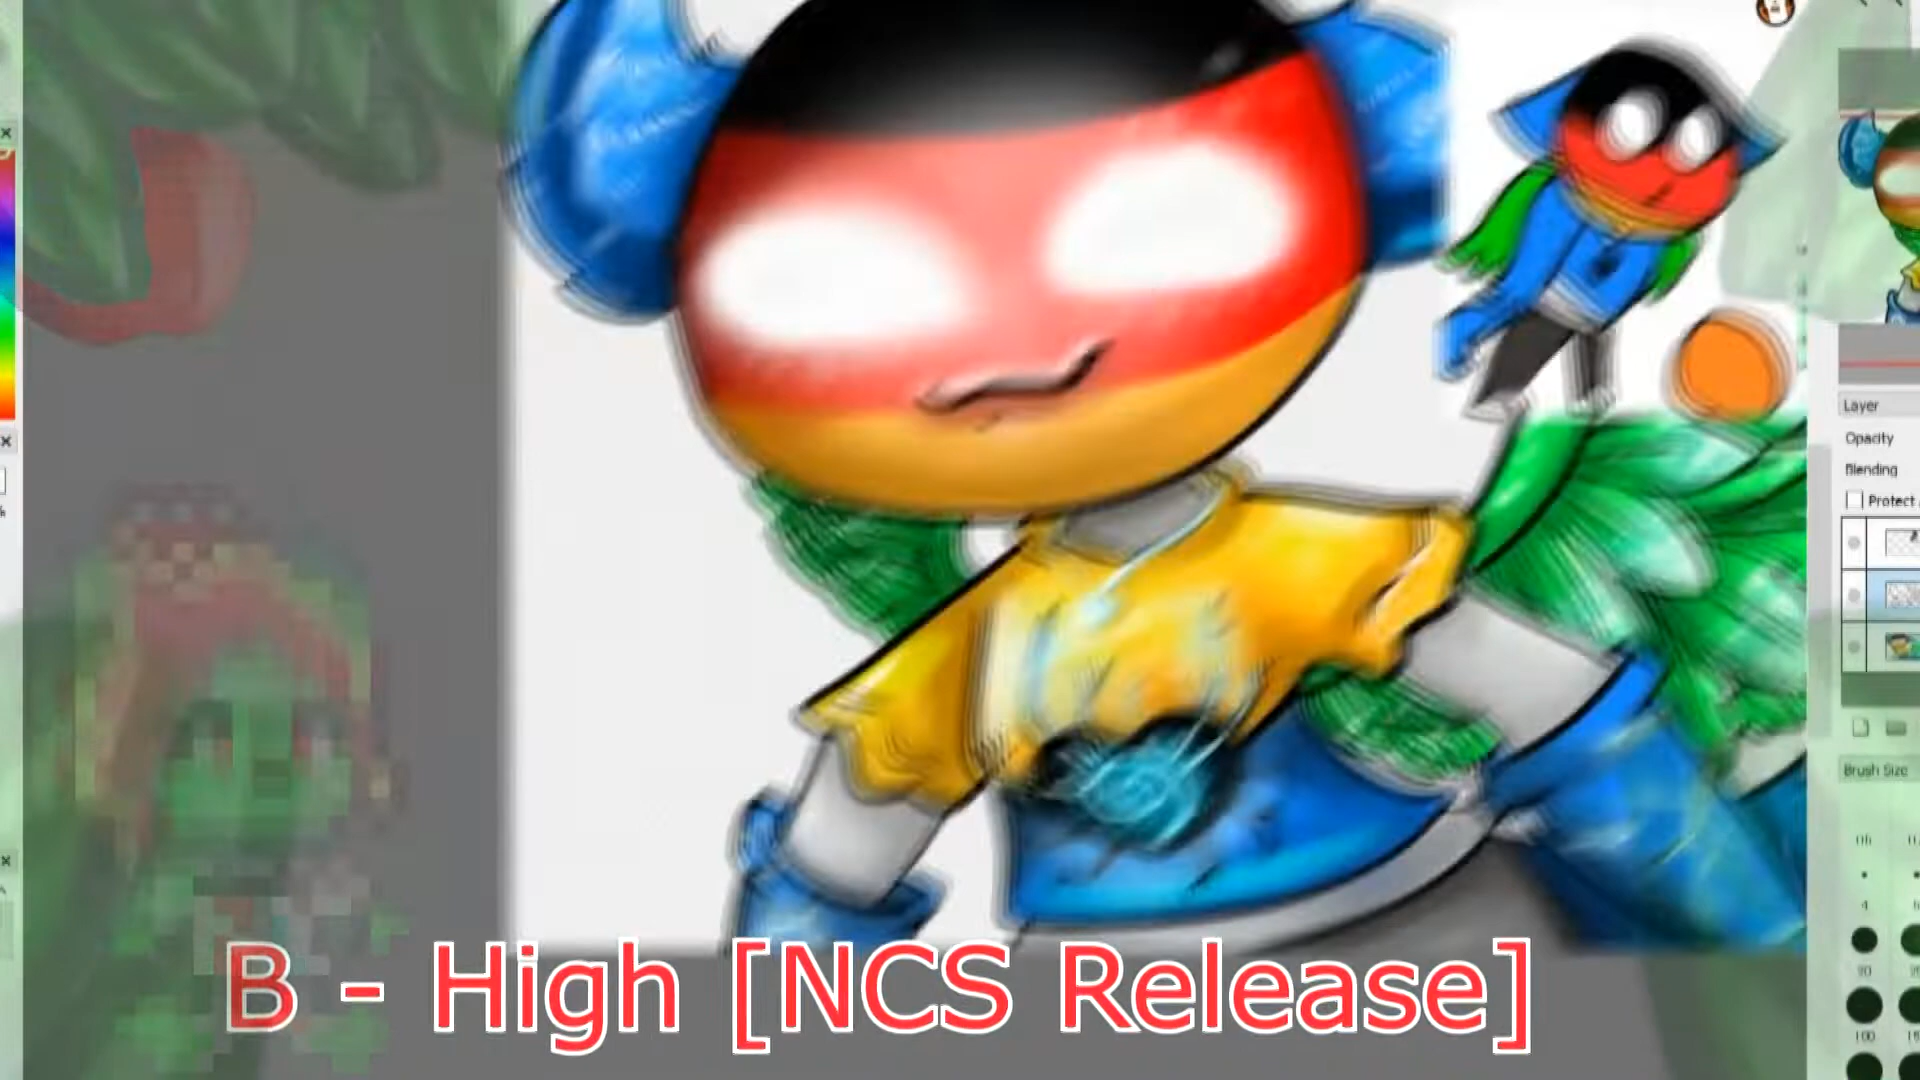 Layer
Opacity
Blending
Protect
Brush Size
B - High [NCS Release]